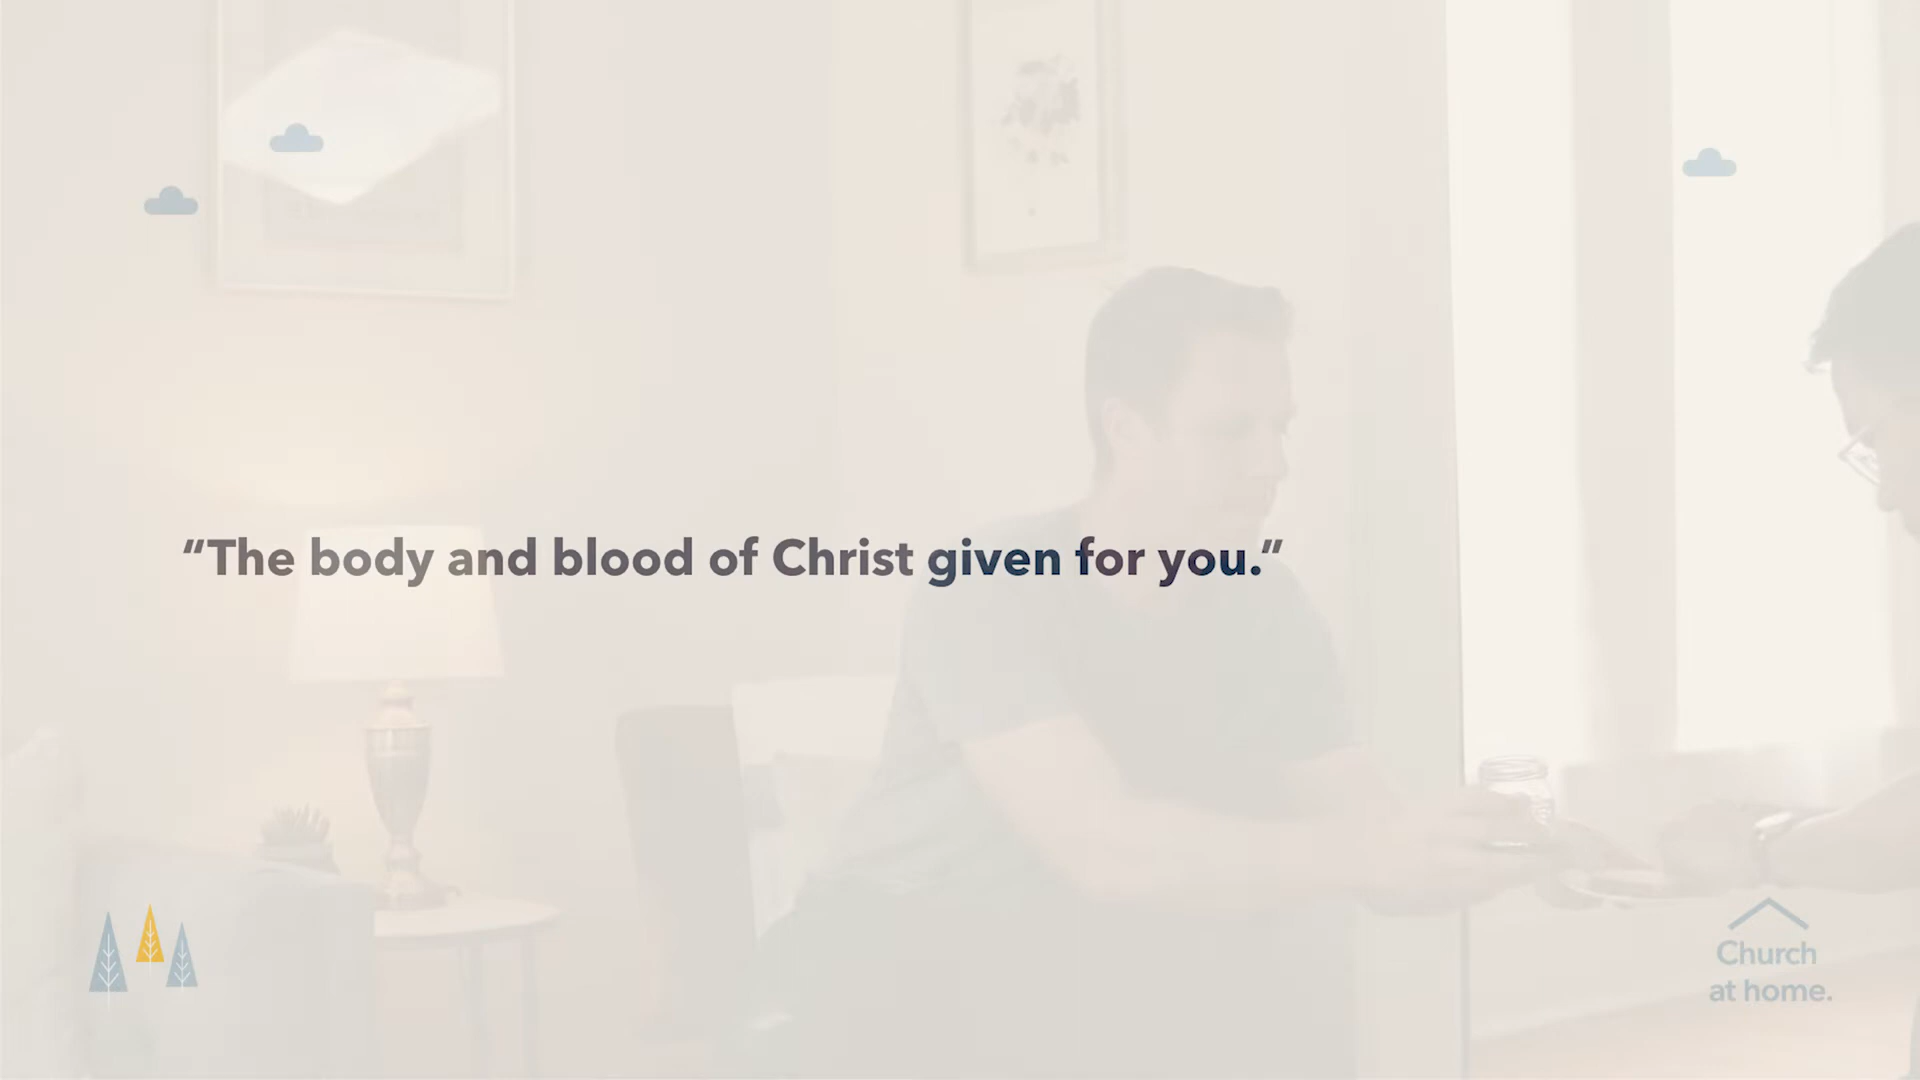 “The body and blood of Christ given for you.”
Church
at home.